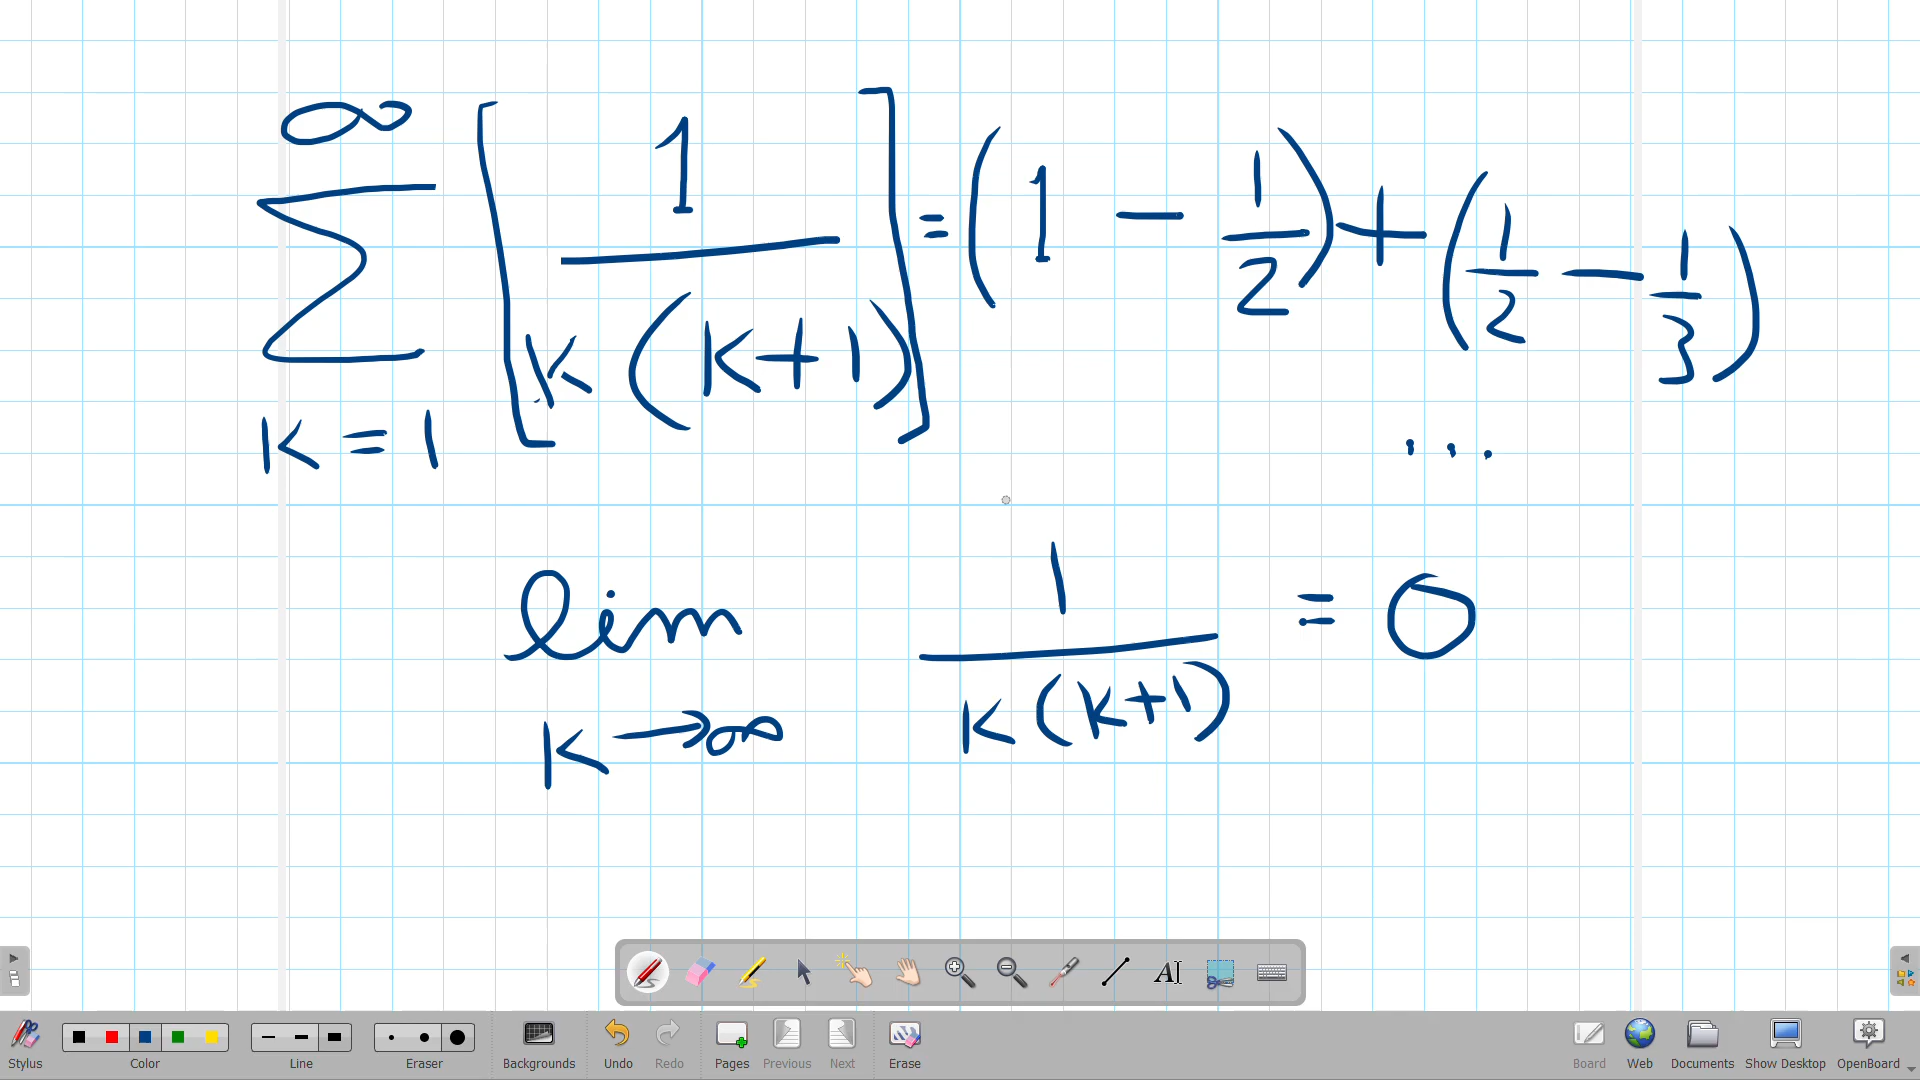 ∞
∑ [ 1 / k(k+1) ] = (1 − 1/2) + (1/2 − 1/3)
k = 1
...
lim 1 / k(k+1) = 0
k → ∞
Stylus Color Line Eraser Backgrounds Undo Redo Pages Previous Next Erase Board Web Documents Show Desktop OpenBoard